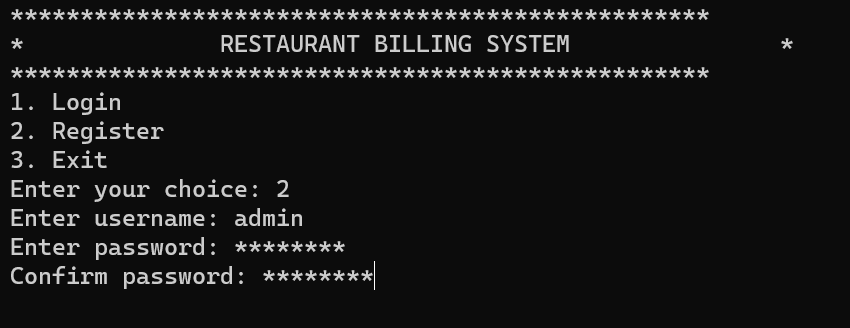 **************************************************
*              RESTAURANT BILLING SYSTEM               *
**************************************************
1. Login
2. Register
3. Exit
Enter your choice: 2
Enter username: admin
Enter password: ********
Confirm password: ********